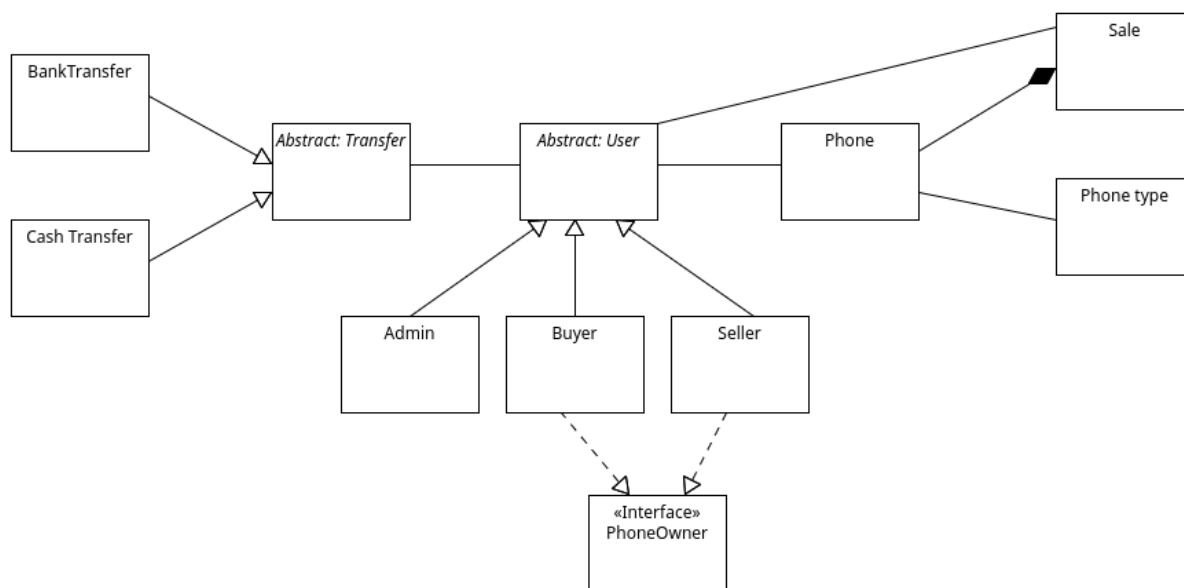 Sale
BankTransfer
Abstract: Transfer
Abstract: User
Phone
Phone type
Cash Transfer
Admin
Buyer
Seller
«Interface»
PhoneOwner